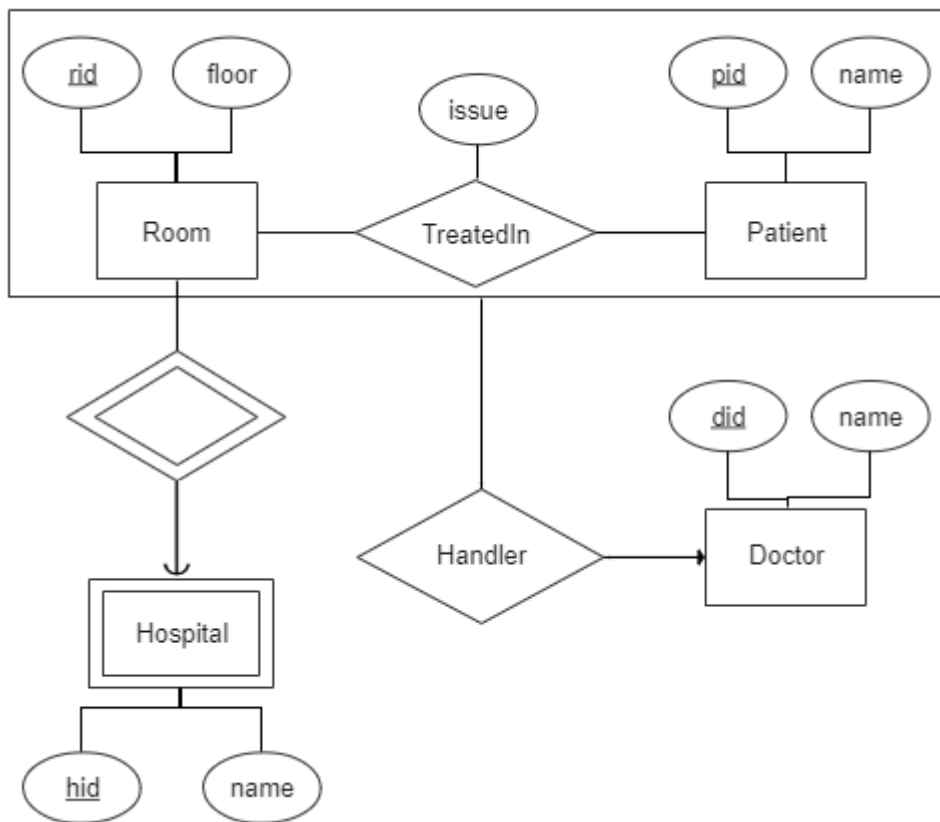 rid
floor
issue
pid
name
Room
TreatedIn
Patient
did
name
Handler
Doctor
Hospital
hid
name